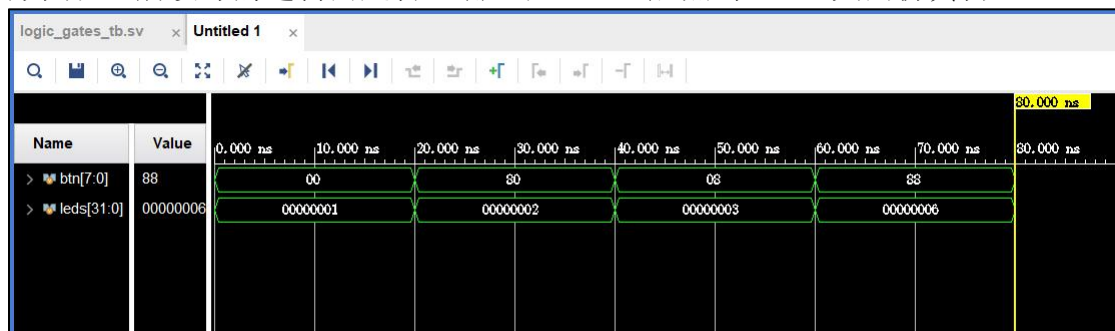 logic_gates_tb.sv × Untitled 1 ×
80.000 ns
Name Value 0.000 ns 10.000 ns 20.000 ns 30.000 ns 40.000 ns 50.000 ns 60.000 ns 70.000 ns 80.000 ns
> btn[7:0] 88 00 80 08 88
> leds[31:0] 00000006 00000001 00000002 00000003 00000006